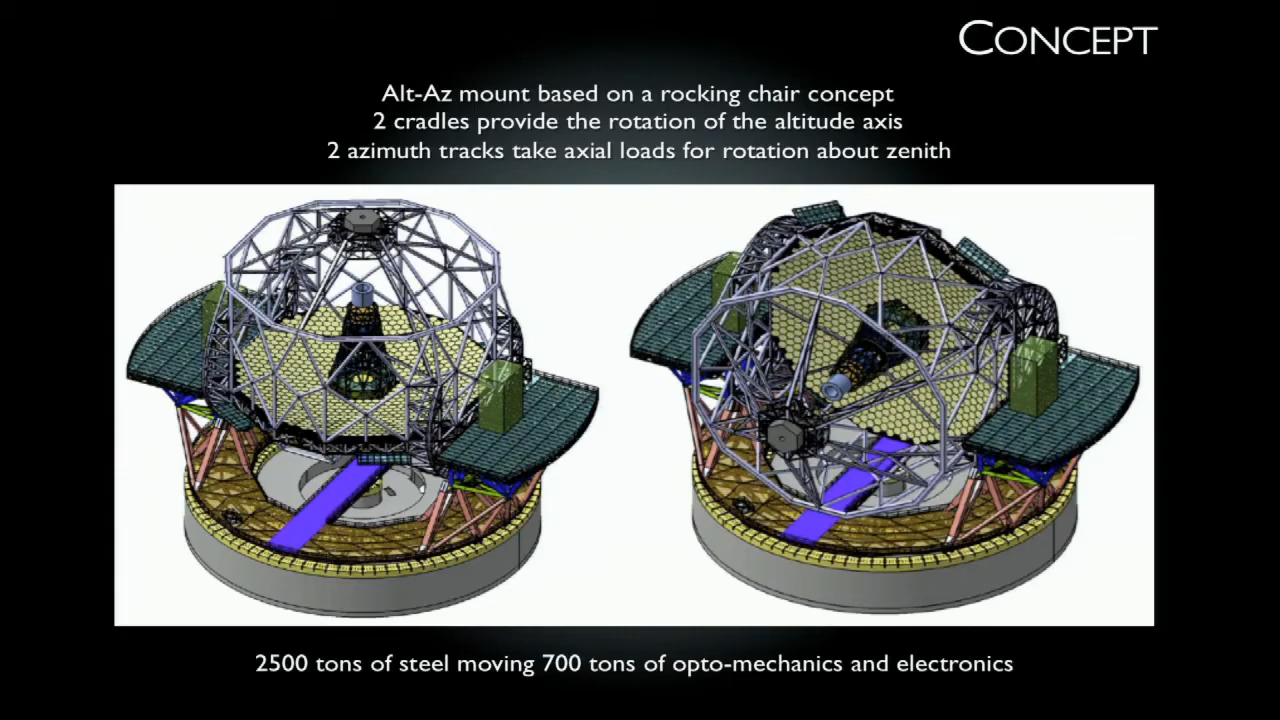 CONCEPT
Alt-Az mount based on a rocking chair concept
2 cradles provide the rotation of the altitude axis
2 azimuth tracks take axial loads for rotation about zenith
2500 tons of steel moving 700 tons of opto-mechanics and electronics